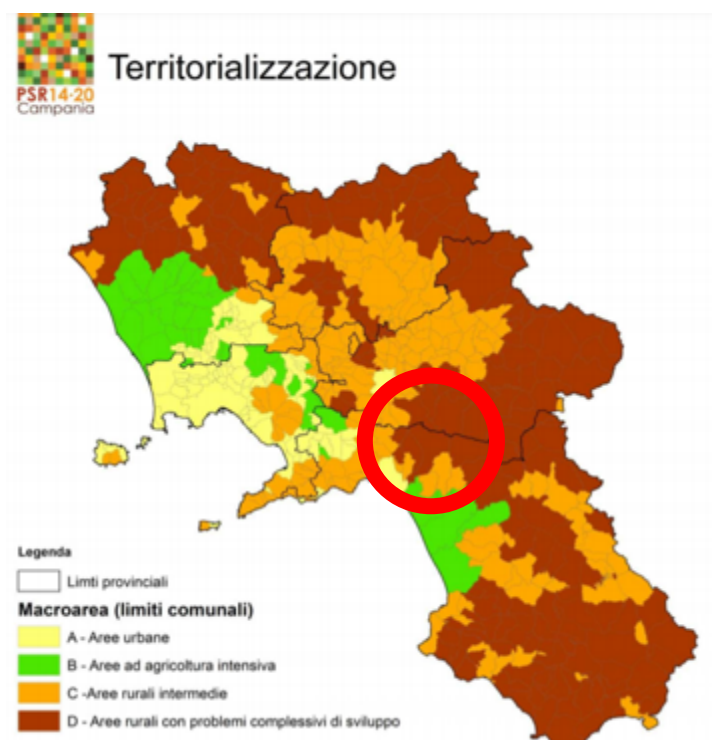 Territorializzazione
PSR14-20
Campania
Legenda
Limti provinciali
Macroarea (limiti comunali)
A - Aree urbane
B - Aree ad agricoltura intensiva
C -Aree rurali intermedie
D - Aree rurali con problemi complessivi di sviluppo